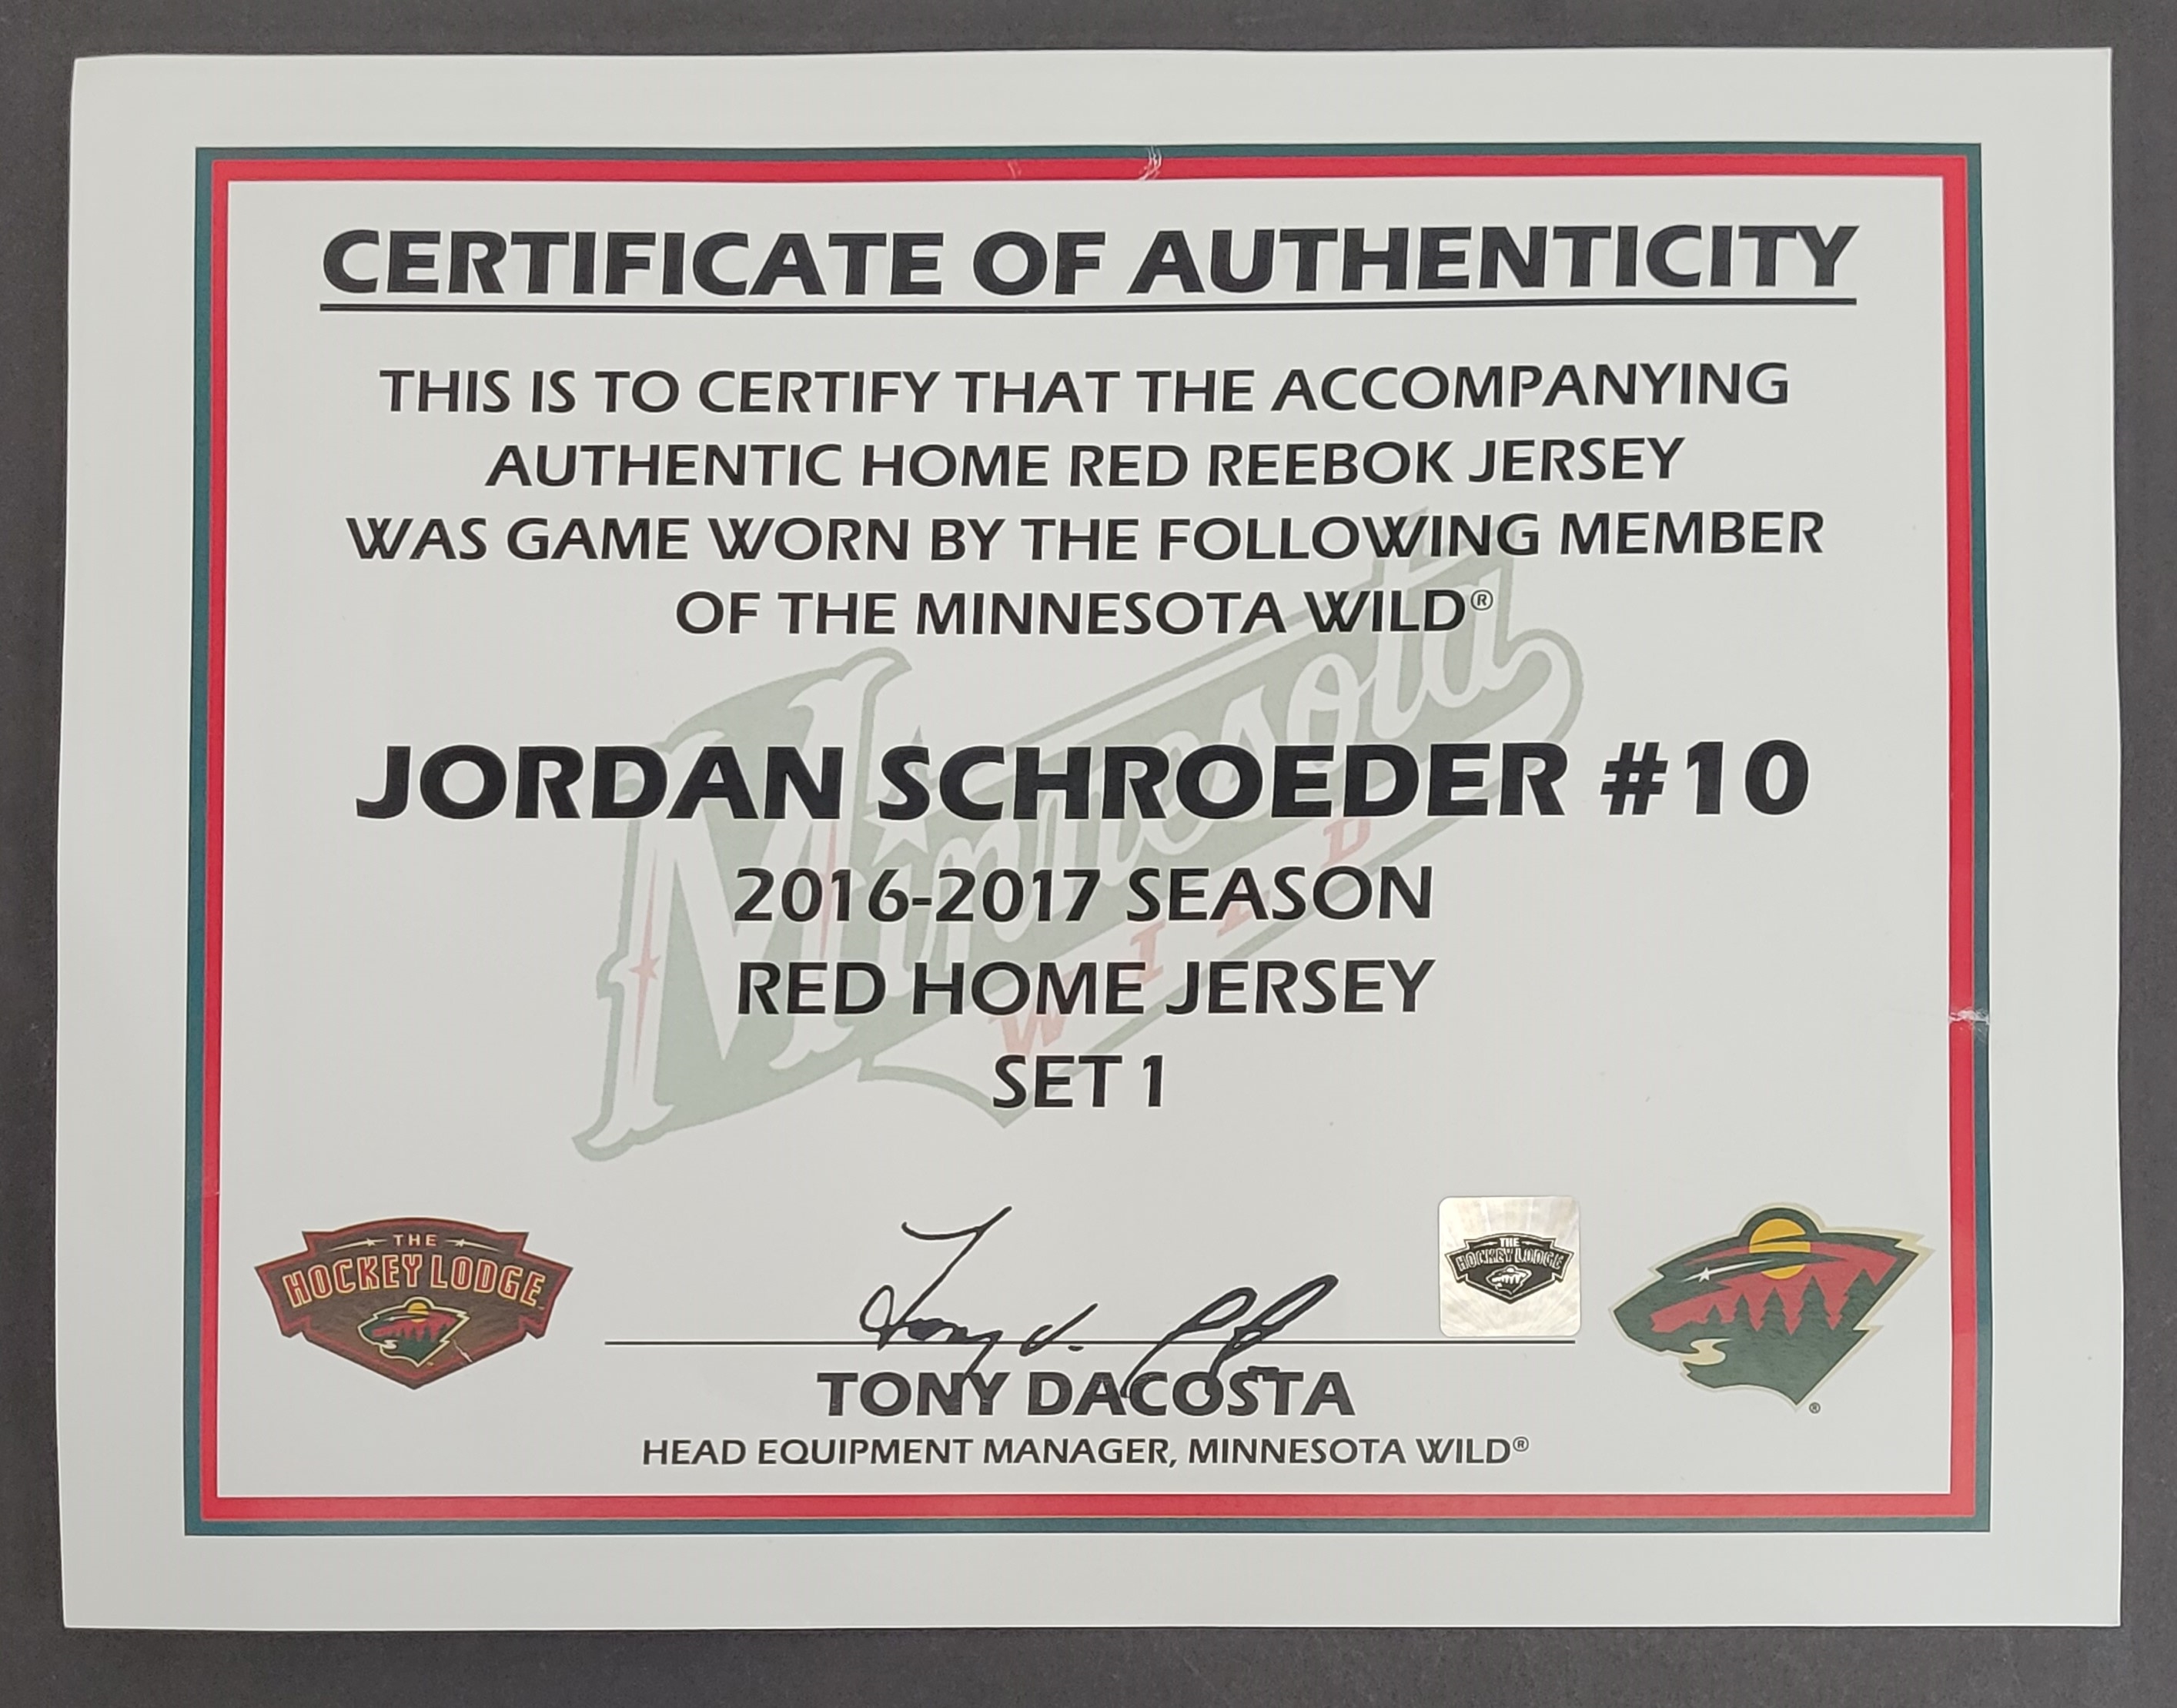 CERTIFICATE OF AUTHENTICITY
THIS IS TO CERTIFY THAT THE ACCOMPANYING
AUTHENTIC HOME RED REEBOK JERSEY
WAS GAME WORN BY THE FOLLOWING MEMBER
OF THE MINNESOTA WILD®
Minnesota
WILD
JORDAN SCHROEDER #10
2016-2017 SEASON
RED HOME JERSEY
SET 1
THE
HOCKEY LODGE
THE
HOCKEY LODGE
TONY DACOSTA
HEAD EQUIPMENT MANAGER, MINNESOTA WILD®